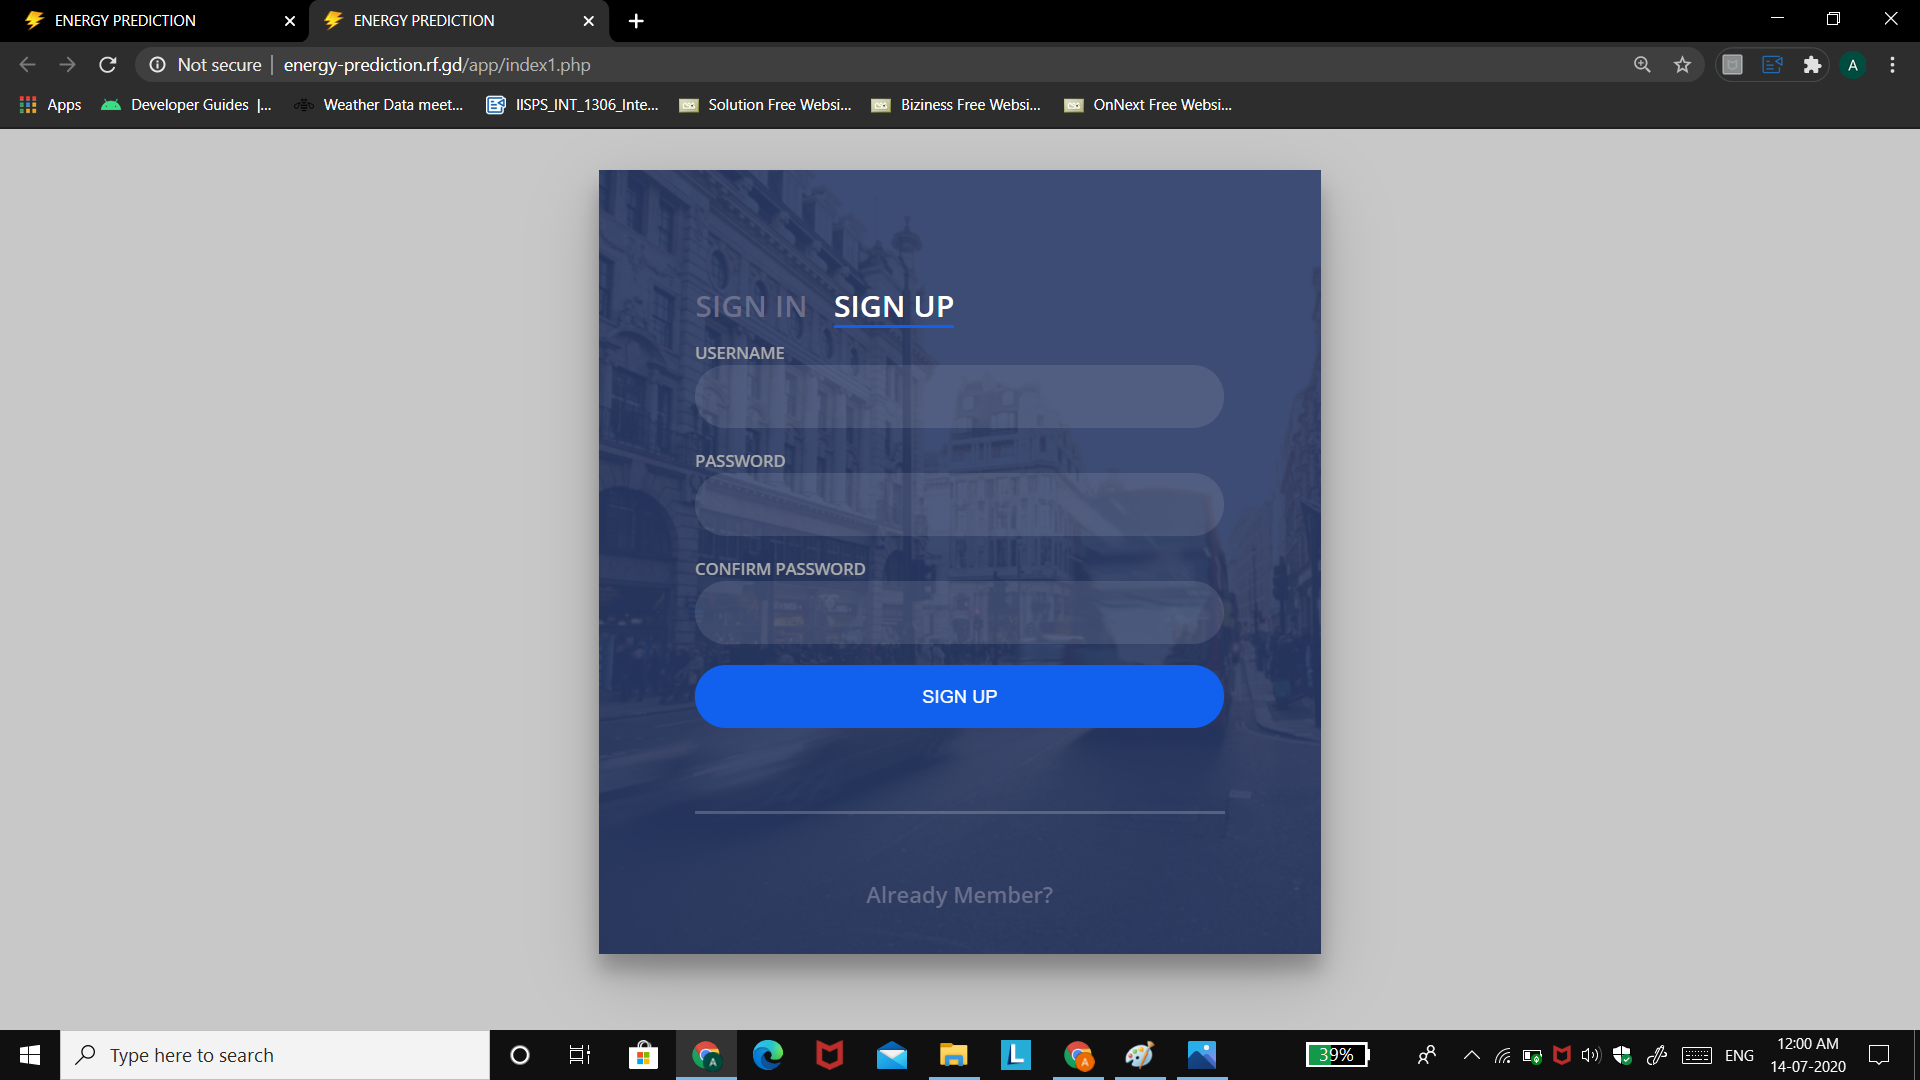 ENERGY PREDICTION
ENERGY PREDICTION
Not secure | energy-prediction.rf.gd/app/index1.php
A
Apps
Developer Guides |...
Weather Data meet...
IISPS_INT_1306_Inte...
Solution Free Websi...
Biziness Free Websi...
OnNext Free Websi...
SIGN IN SIGN UP
USERNAME
PASSWORD
CONFIRM PASSWORD
SIGN UP
Already Member?
Type here to search
A
L
39%
ENG
12:00 AM
14-07-2020